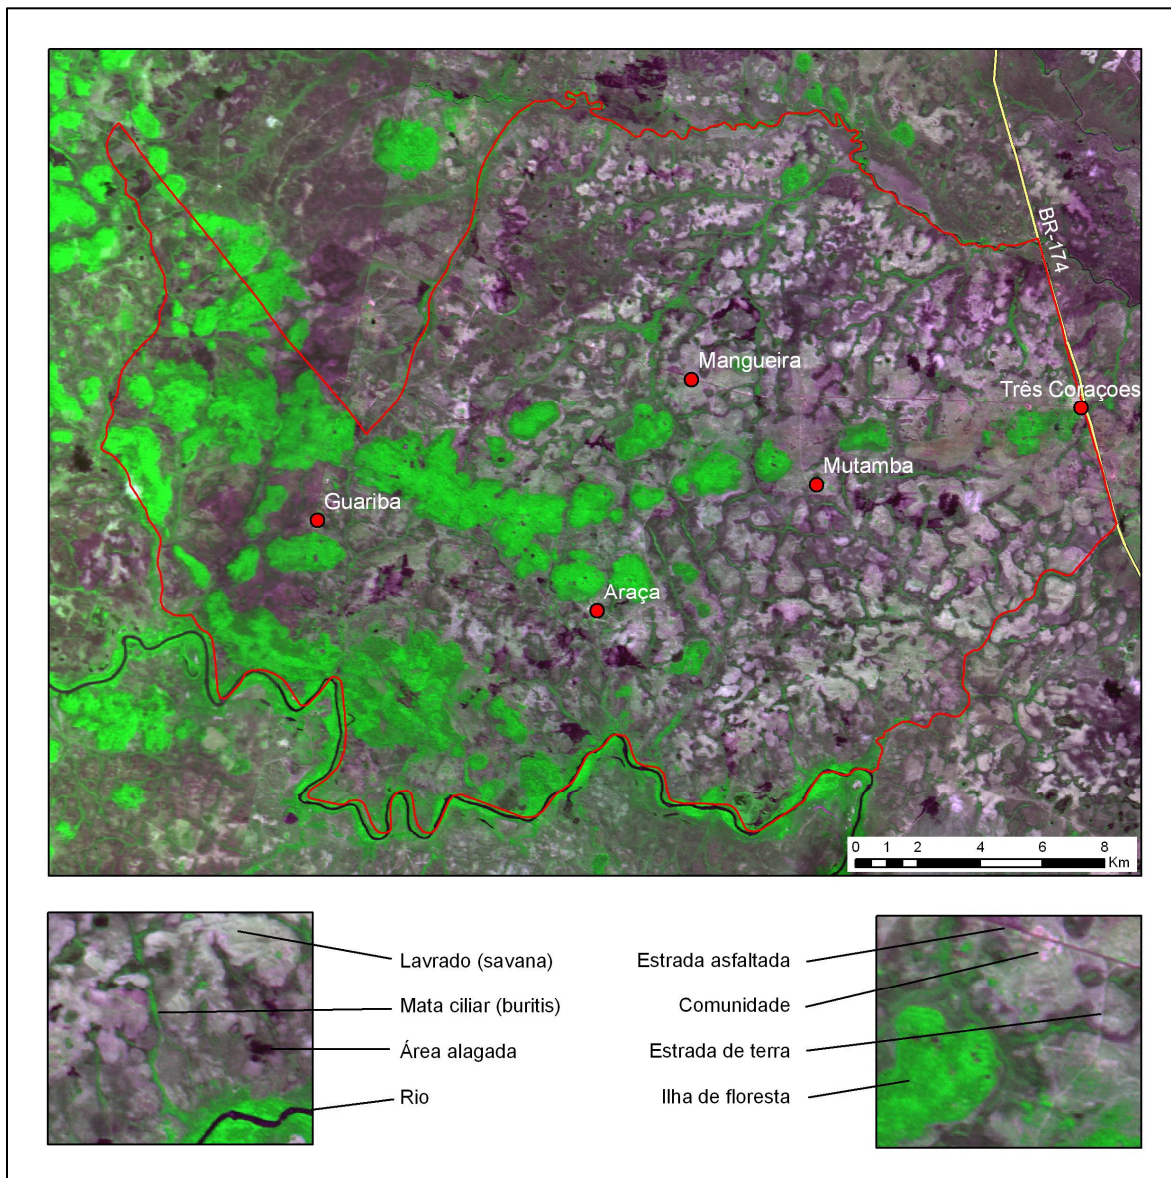 BR-174
Mangueira
Três Coraçoes
Mutamba
Guariba
Araça
0 1 2 4 6 8
Km
Lavrado (savana)
Mata ciliar (buritis)
Área alagada
Rio
Estrada asfaltada
Comunidade
Estrada de terra
Ilha de floresta